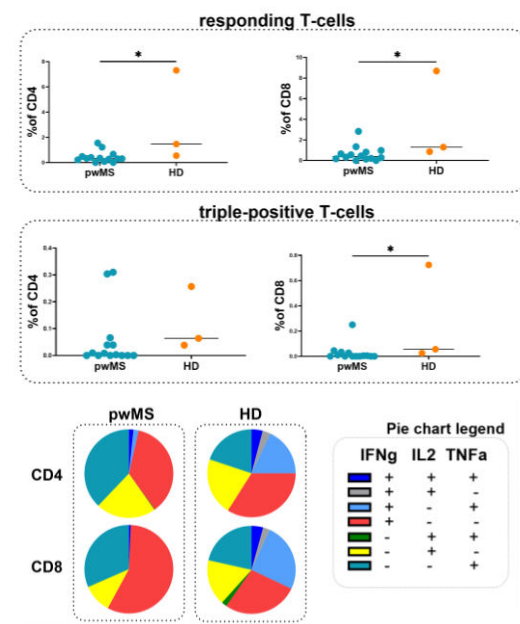 responding T-cells
*
*
%of CD4
8
6
4
2
0
pwMS
HD
%of CD8
10
8
6
4
2
0
pwMS
HD
triple-positive T-cells
*
%of CD4
0.4
0.3
0.2
0.1
0.0
pwMS
HD
%of CD8
0.8
0.6
0.4
0.2
0.0
pwMS
HD
pwMS
HD
CD4
CD8
Pie chart legend
IFNg IL2 TNFa
+ + +
+ + -
+ - +
+ - -
- + +
- + -
- - +